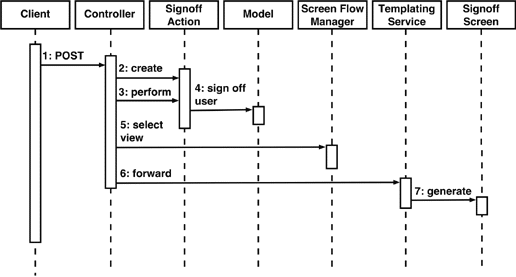 Client
Controller
Signoff
Action
Model
Screen Flow
Manager
Templating
Service
Signoff
Screen
1: POST
2: create
3: perform
4: sign off
user
5: select
view
6: forward
7: generate